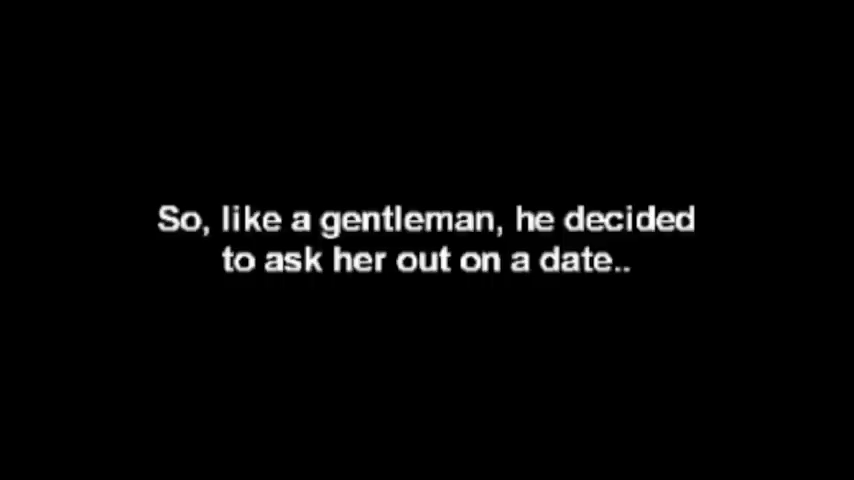 So, like a gentleman, he decided
to ask her out on a date..